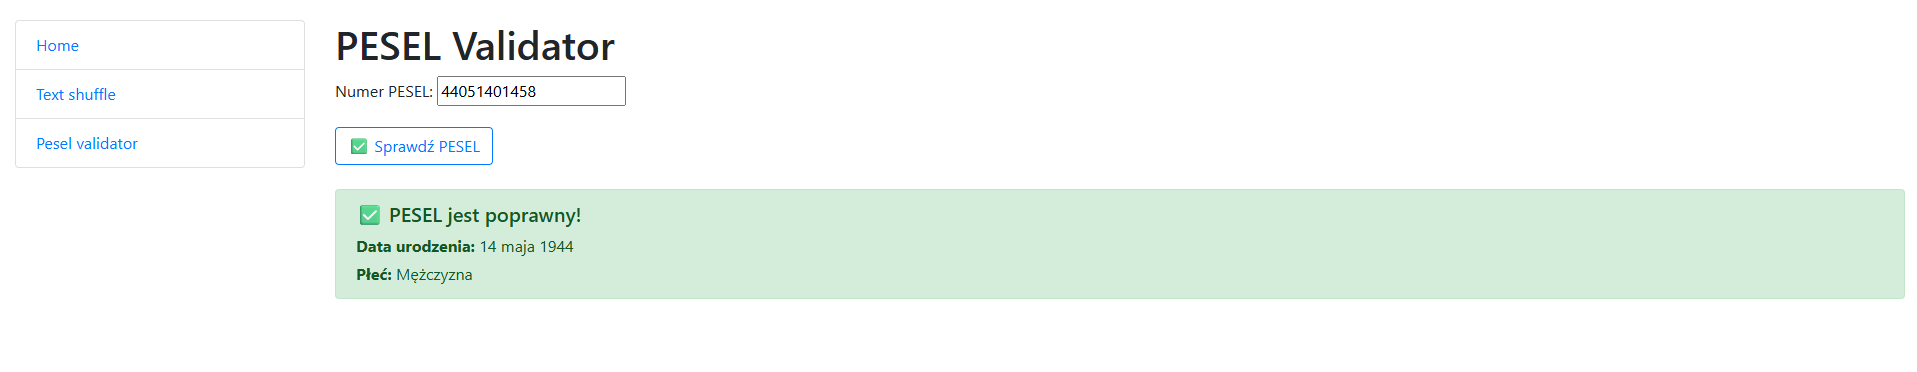 Home
Text shuffle
Pesel validator
PESEL Validator
Numer PESEL: 44051401458
✅ Sprawdź PESEL
✅ PESEL jest poprawny!
Data urodzenia: 14 maja 1944
Płeć: Mężczyzna